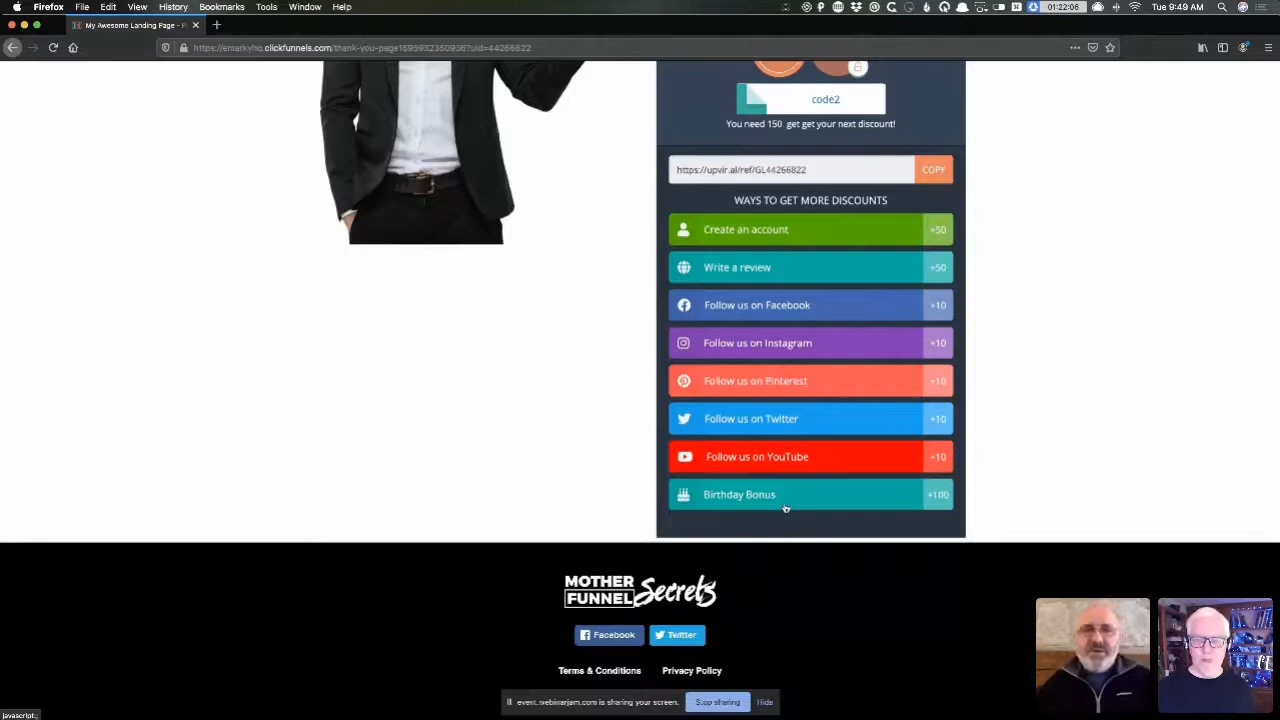 Firefox File Edit View History Bookmarks Tools Window Help
01:22:06
Tue 9:49 AM
My Awesome Landing Page -
clickfunnels.com
code2
You need 150 get get your next discount!
https://upvir.al/ref/GL44266822
COPY
WAYS TO GET MORE DISCOUNTS
Create an account +50
Write a review +50
Follow us on Facebook +10
Follow us on Instagram +10
Follow us on Pinterest +10
Follow us on Twitter +10
Follow us on YouTube +10
Birthday Bonus +100
MOTHER
FUNNEL
Secrets
Facebook Twitter
Terms & Conditions Privacy Policy
event.webinarjam.com is sharing your screen. Stop sharing Hide
javascript:;